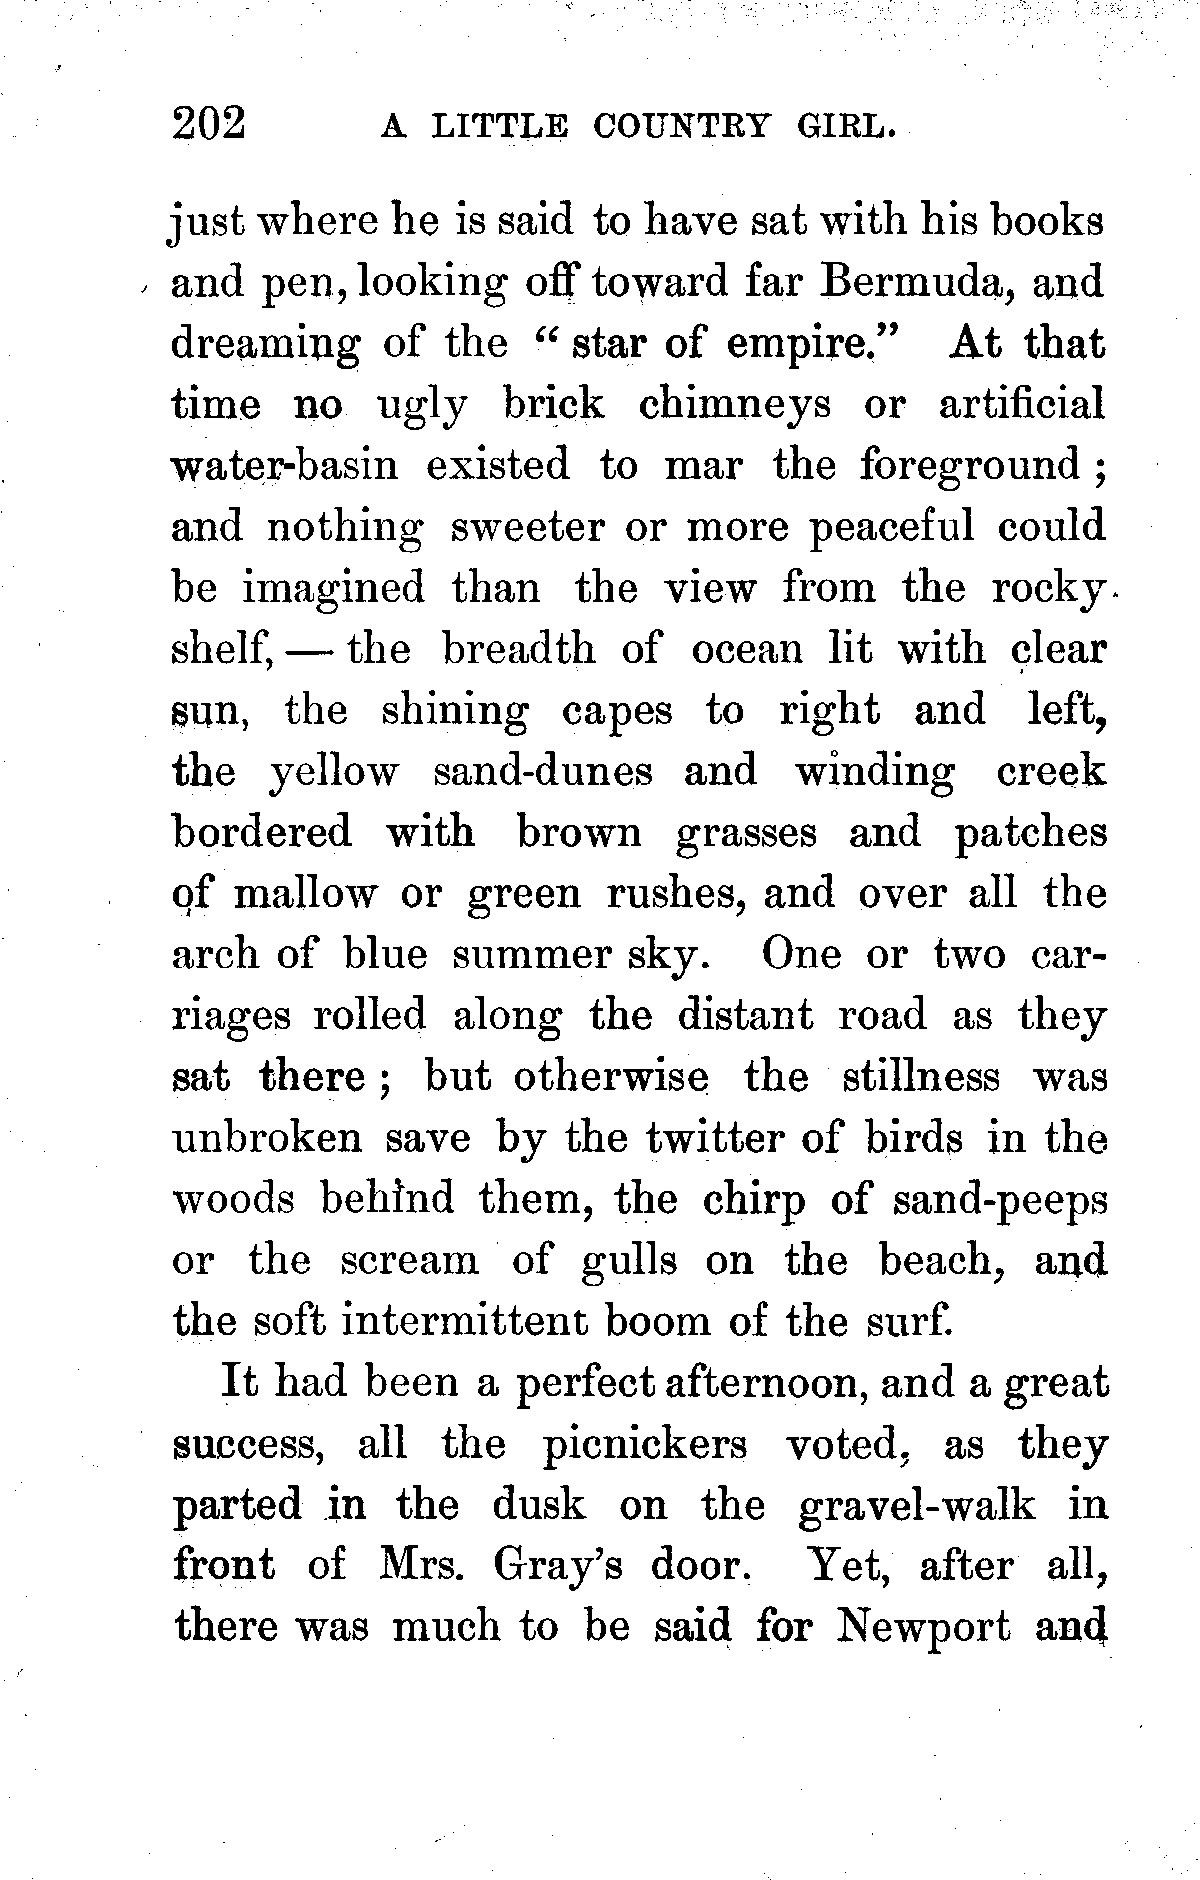 202 A LITTLE COUNTRY GIRL.
just where he is said to have sat with his books
and pen, looking off toward far Bermuda, and
dreaming of the “ star of empire.” At that
time no ugly brick chimneys or artificial
water-basin existed to mar the foreground ;
and nothing sweeter or more peaceful could
be imagined than the view from the rocky
shelf, — the breadth of ocean lit with clear
sun, the shining capes to right and left,
the yellow sand-dunes and winding creek
bordered with brown grasses and patches
of mallow or green rushes, and over all the
arch of blue summer sky. One or two car-
riages rolled along the distant road as they
sat there ; but otherwise the stillness was
unbroken save by the twitter of birds in the
woods behind them, the chirp of sand-peeps
or the scream of gulls on the beach, and
the soft intermittent boom of the surf.
It had been a perfect afternoon, and a great
success, all the picnickers voted, as they
parted in the dusk on the gravel-walk in
front of Mrs. Gray’s door. Yet, after all,
there was much to be said for Newport and